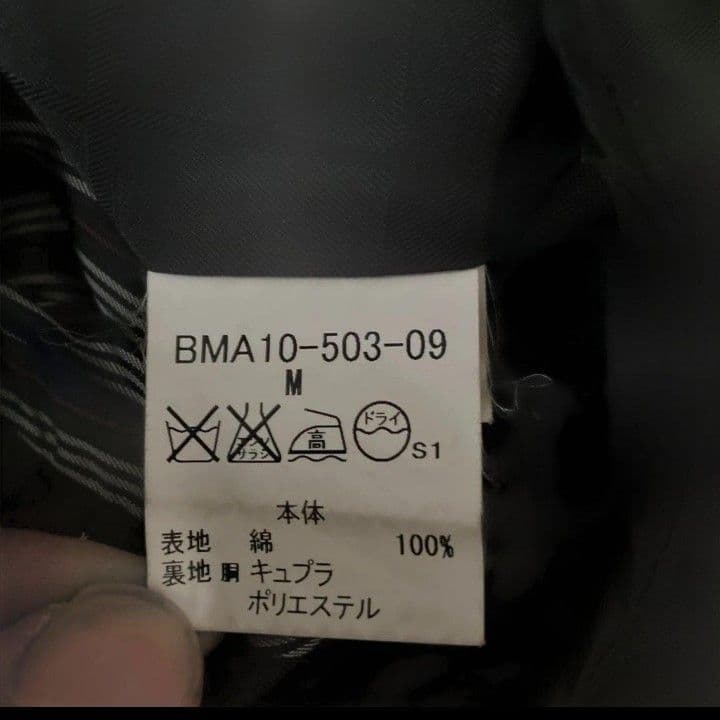 BMA10-503-09
M
高 ドライ S1
本体
表地 綿 100%
裏地 胴 キュプラ
ポリエステル